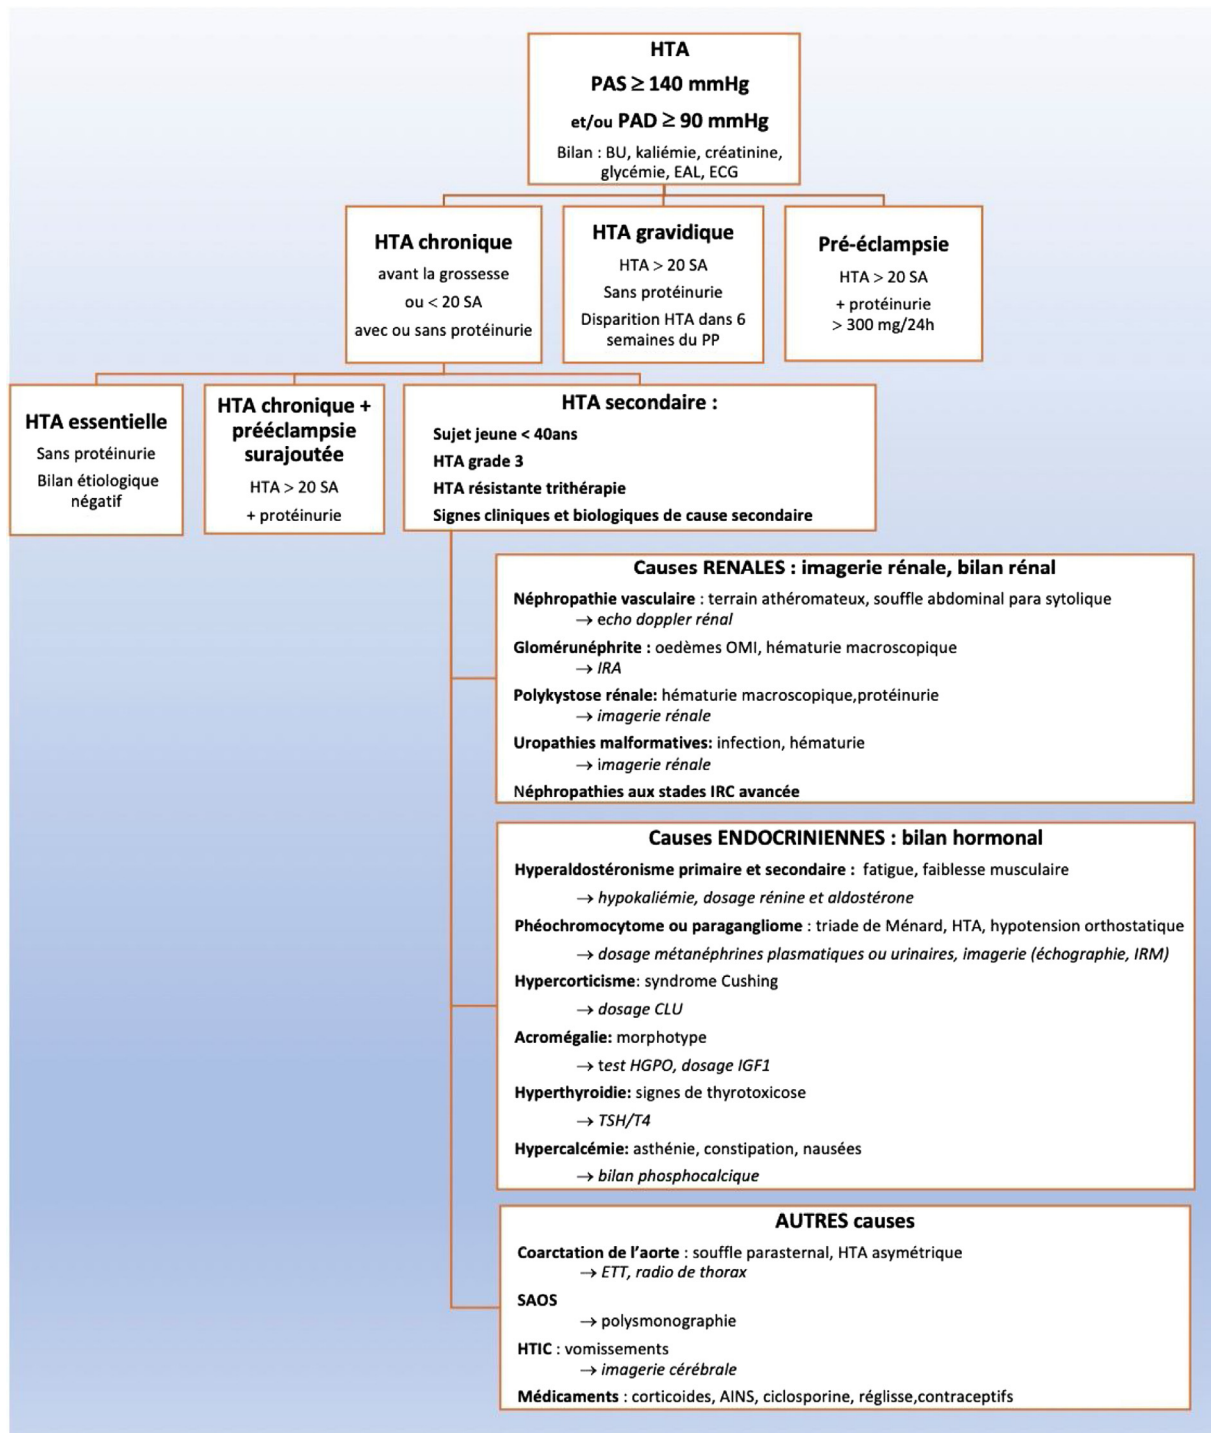 HTA
PAS ≥ 140 mmHg
et/ou PAD ≥ 90 mmHg
Bilan : BU, kaliémie, créatinine,
glycémie, EAL, ECG
HTA chronique
avant la grossesse
ou < 20 SA
avec ou sans protéinurie
HTA gravidique
HTA > 20 SA
Sans protéinurie
Disparition HTA dans 6
semaines du PP
Pré-éclampsie
HTA > 20 SA
+ protéinurie
> 300 mg/24h
HTA essentielle
Sans protéinurie
Bilan étiologique
négatif
HTA chronique +
prééclampsie
surajoutée
HTA > 20 SA
+ protéinurie
HTA secondaire :
Sujet jeune < 40ans
HTA grade 3
HTA résistante trithérapie
Signes cliniques et biologiques de cause secondaire
Causes RENALES : imagerie rénale, bilan rénal
Néphropathie vasculaire : terrain athéromateux, souffle abdominal para sytolique
→ echo doppler rénal
Glomérunéphrite : oedèmes OMI, hématurie macroscopique
→ IRA
Polykystose rénale: hématurie macroscopique,protéinurie
→ imagerie rénale
Uropathies malformatives: infection, hématurie
→ imagerie rénale
Néphropathies aux stades IRC avancée
Causes ENDOCRINIENNES : bilan hormonal
Hyperaldostéronisme primaire et secondaire : fatigue, faiblesse musculaire
→ hypokaliémie, dosage rénine et aldostérone
Phéochromocytome ou paragangliome : triade de Ménard, HTA, hypotension orthostatique
→ dosage métanéphrines plasmatiques ou urinaires, imagerie (échographie, IRM)
Hypercorticisme: syndrome Cushing
→ dosage CLU
Acromégalie: morphotype
→ test HGPO, dosage IGF1
Hyperthyroidie: signes de thyrotoxicose
→ TSH/T4
Hypercalcémie: asthénie, constipation, nausées
→ bilan phosphocalcique
AUTRES causes
Coarctation de l'aorte : souffle parasternal, HTA asymétrique
→ ETT, radio de thorax
SAOS
→ polysmonographie
HTIC : vomissements
→ imagerie cérébrale
Médicaments : corticoides, AINS, ciclosporine, réglisse,contraceptifs